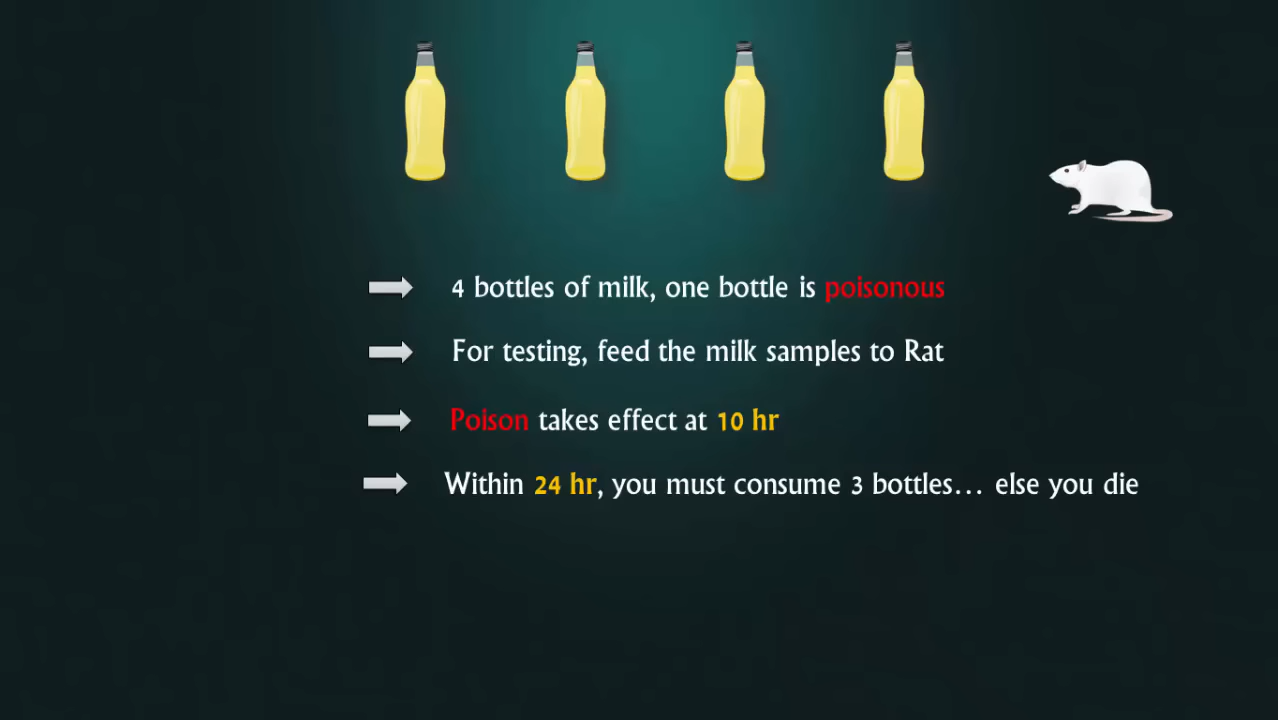 4 bottles of milk, one bottle is poisonous
For testing, feed the milk samples to Rat
Poison takes effect at 10 hr
Within 24 hr, you must consume 3 bottles... else you die